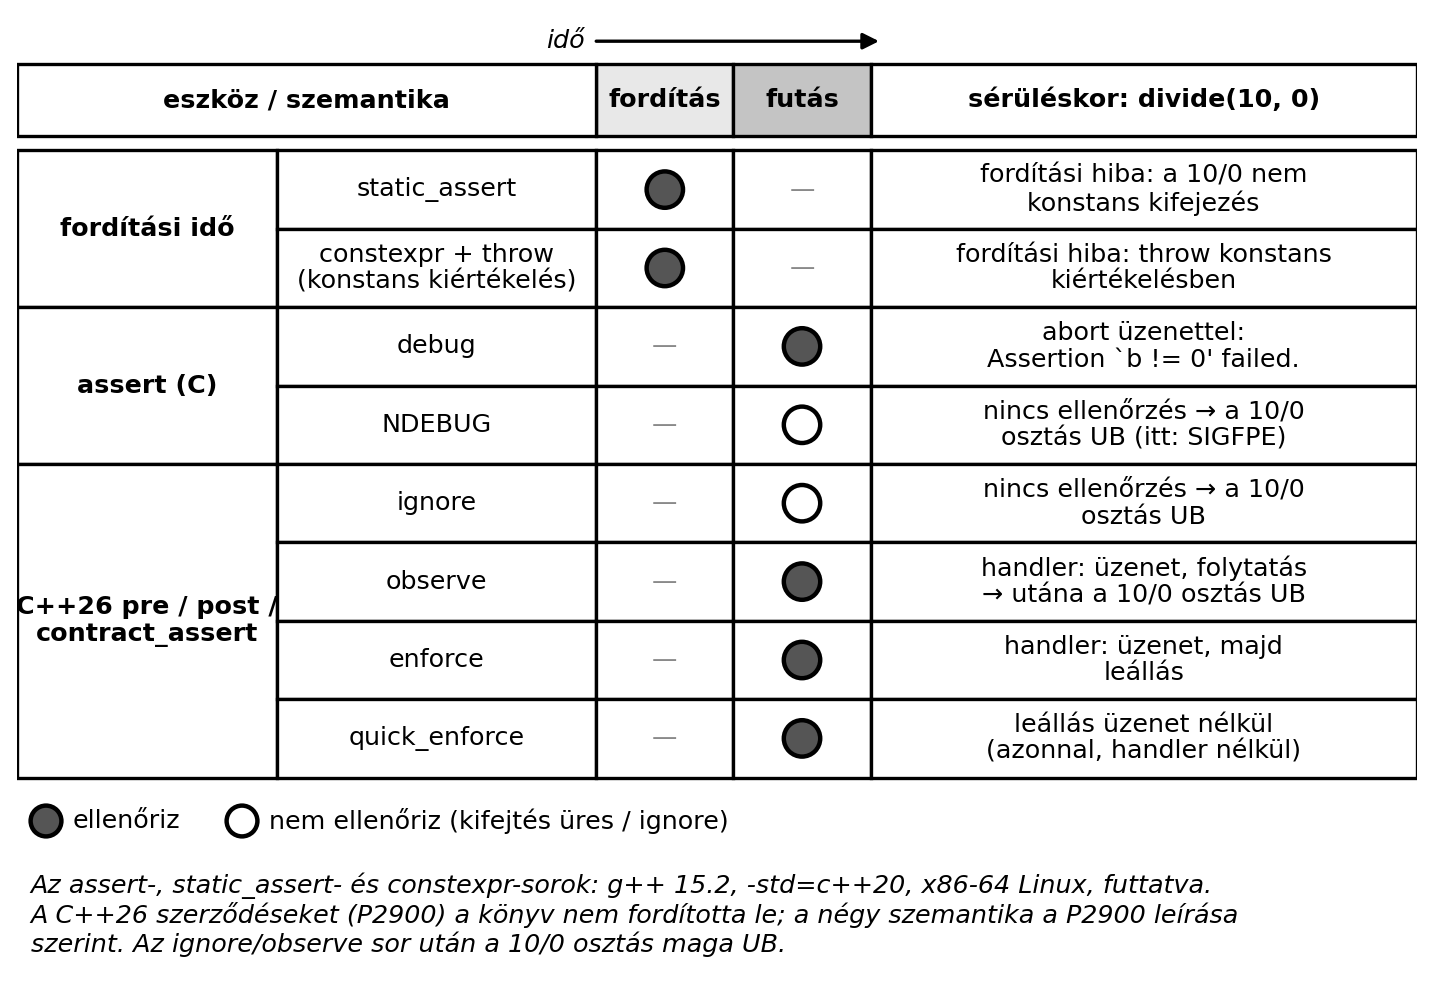 idő
eszköz / szemantika
fordítás
futás
sérüléskor: divide(10, 0)
fordítási idő
static_assert
—
fordítási hiba: a 10/0 nem
konstans kifejezés
constexpr + throw
(konstans kiértékelés)
—
fordítási hiba: throw konstans
kiértékelésben
assert (C)
debug
—
abort üzenettel:
Assertion `b != 0' failed.
NDEBUG
—
nincs ellenőrzés → a 10/0
osztás UB (itt: SIGFPE)
C++26 pre / post /
contract_assert
ignore
—
nincs ellenőrzés → a 10/0
osztás UB
observe
—
handler: üzenet, folytatás
→ utána a 10/0 osztás UB
enforce
—
handler: üzenet, majd
leállás
quick_enforce
—
leállás üzenet nélkül
(azonnal, handler nélkül)
ellenőriz
nem ellenőriz (kifejtés üres / ignore)
Az assert-, static_assert- és constexpr-sorok: g++ 15.2, -std=c++20, x86-64 Linux, futtatva.
A C++26 szerződéseket (P2900) a könyv nem fordította le; a négy szemantika a P2900 leírása
szerint. Az ignore/observe sor után a 10/0 osztás maga UB.